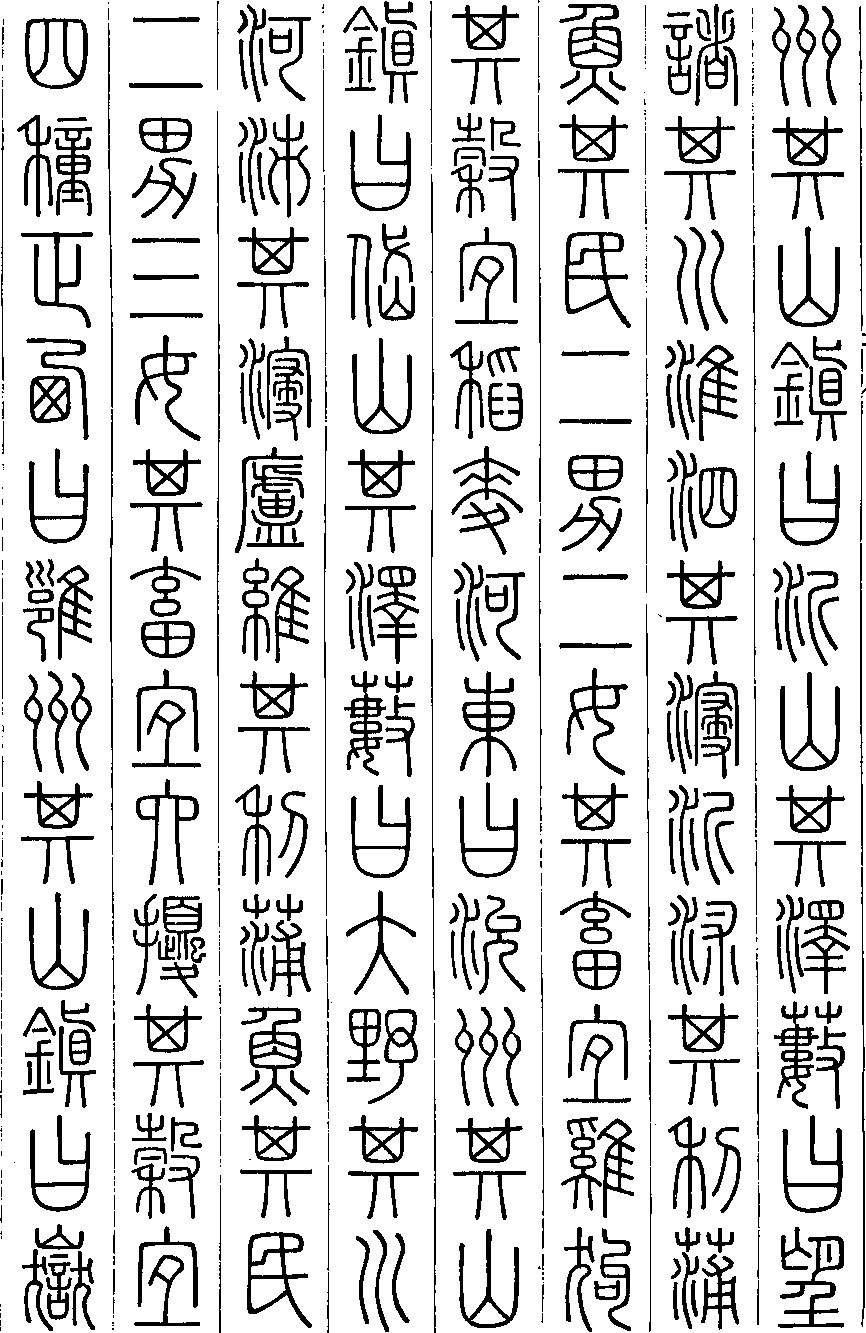 州其山鎮曰沂山其澤藪曰望
諸其川淮泗其濅沂沭其利蒲
魚其民二男二女其畜宜雞狗
其穀宜稻麥河東曰沇州其山
鎮曰岱山其澤藪曰大野其川
河泲其濅盧維其利蒲魚其民
二男三女其畜宜六擾其穀宜
四種正西曰雝州其山鎮曰嶽